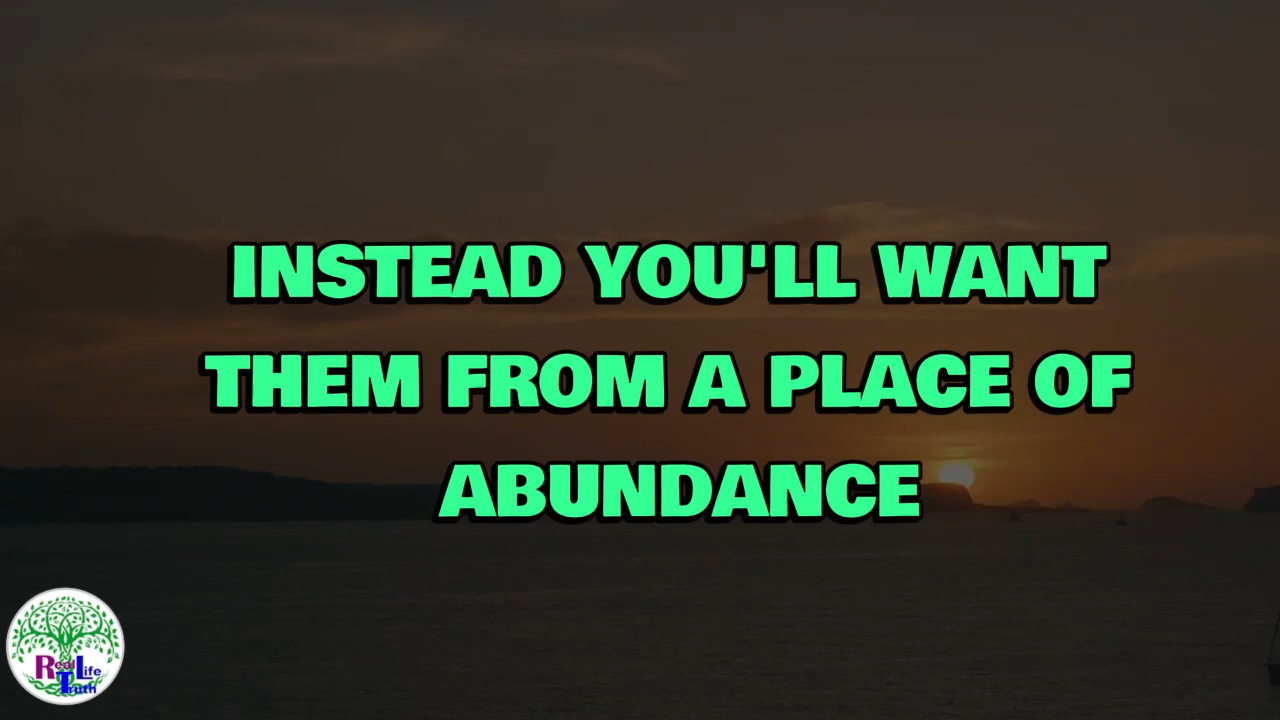 INSTEAD YOU'LL WANT
THEM FROM A PLACE OF
ABUNDANCE
Real Life
Truth